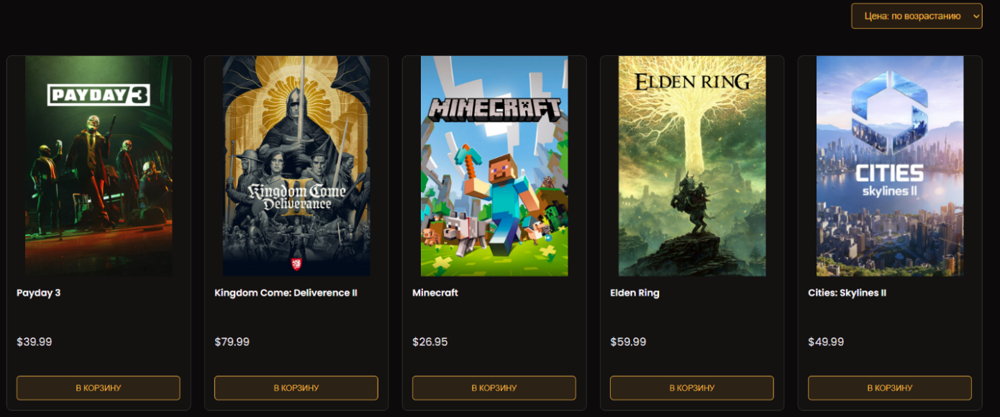 Цена: по возрастанию
PAYDAY 3
Kingdom Come
II
Deliverance
MINECRAFT
ELDEN RING
CITIES
skylines II
Payday 3
Kingdom Come: Deliverence II
Minecraft
Elden Ring
Cities: Skylines II
$39.99
$79.99
$26.95
$59.99
$49.99
В КОРЗИНУ
В КОРЗИНУ
В КОРЗИНУ
В КОРЗИНУ
В КОРЗИНУ